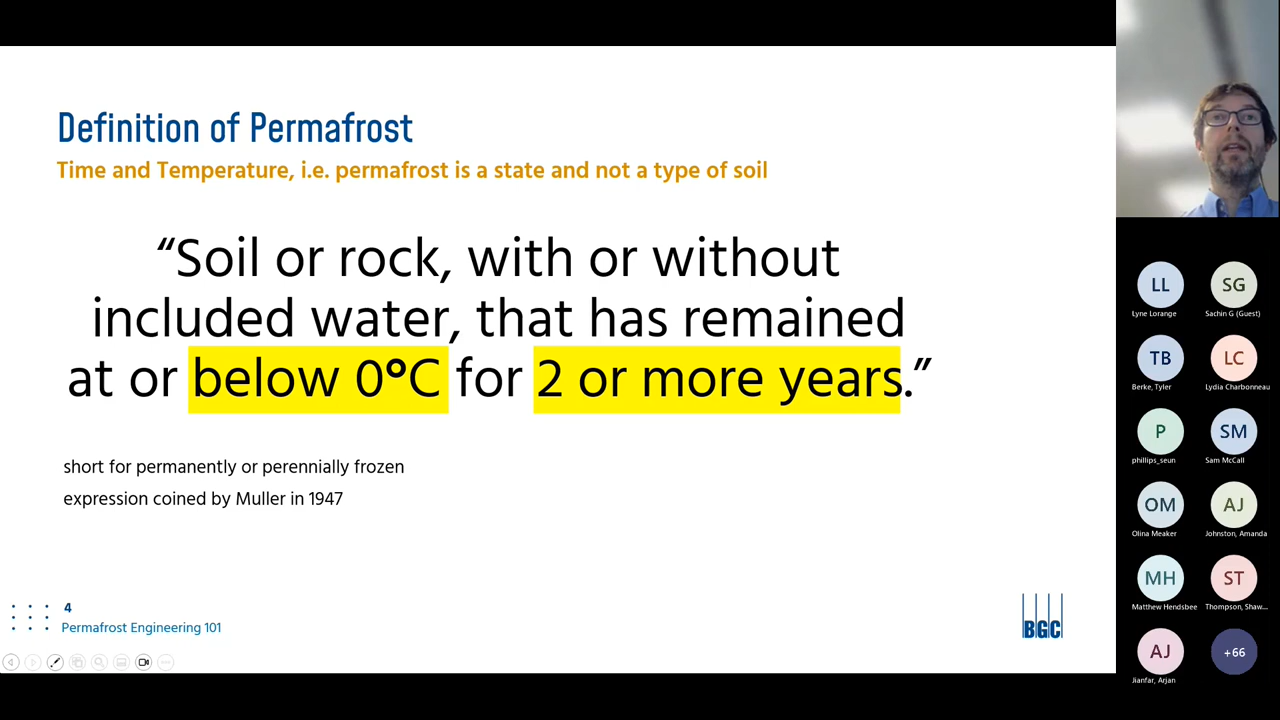 Definition of Permafrost
Time and Temperature, i.e. permafrost is a state and not a type of soil
“Soil or rock, with or without
included water, that has remained
at or below 0°C for 2 or more years.”
short for permanently or perennially frozen
expression coined by Muller in 1947
4
Permafrost Engineering 101
BGC
LL
Lyne Lorange
SG
Sachin G (Guest)
TB
Berke, Tyler
LC
Lydia Charbonneau
P
phillips_seun
SM
Sam McCall
OM
Olina Meaker
AJ
Johnston, Amanda
MH
Matthew Hendsbee
ST
Thompson, Shaw...
AJ
Jianfar, Arjan
+66